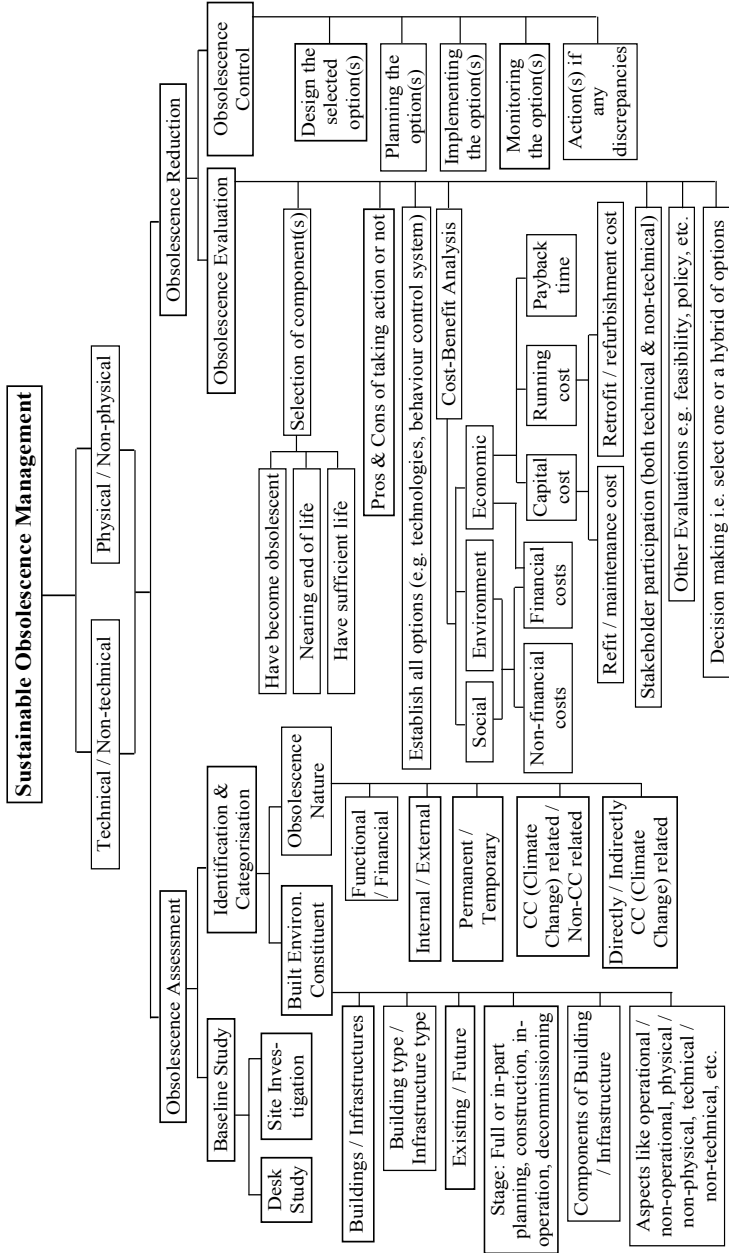 Sustainable Obsolescence Management
Technical / Non-technical
Physical / Non-physical
Obsolescence Assessment
Obsolescence Reduction
Baseline Study
Identification &
Categorisation
Obsolescence Evaluation
Obsolescence
Control
Desk
Study
Site Inves-
tigation
Built Environ.
Constituent
Obsolescence
Nature
Buildings / Infrastructures
Building type /
Infrastructure type
Existing / Future
Stage: Full or in-part
planning, construction, in-
operation, decommissioning
Components of Building
/ Infrastructure
Aspects like operational /
non-operational, physical /
non-physical, technical /
non-technical, etc.
Functional
/ Financial
Internal / External
Permanent /
Temporary
CC (Climate
Change) related /
Non-CC related
Directly / Indirectly
CC (Climate
Change) related
Selection of component(s)
Have become obsolescent
Nearing end of life
Have sufficient life
Pros & Cons of taking action or not
Establish all options (e.g. technologies, behaviour control system)
Cost-Benefit Analysis
Social
Environment
Economic
Non-financial
costs
Financial
costs
Capital
cost
Running
cost
Payback
time
Refit / maintenance cost
Retrofit / refurbishment cost
Stakeholder participation (both technical & non-technical)
Other Evaluations e.g. feasibility, policy, etc.
Decision making i.e. select one or a hybrid of options
Design the
selected
option(s)
Planning the
option(s)
Implementing
the option(s)
Monitoring
the option(s)
Action(s) if
any
discrepancies